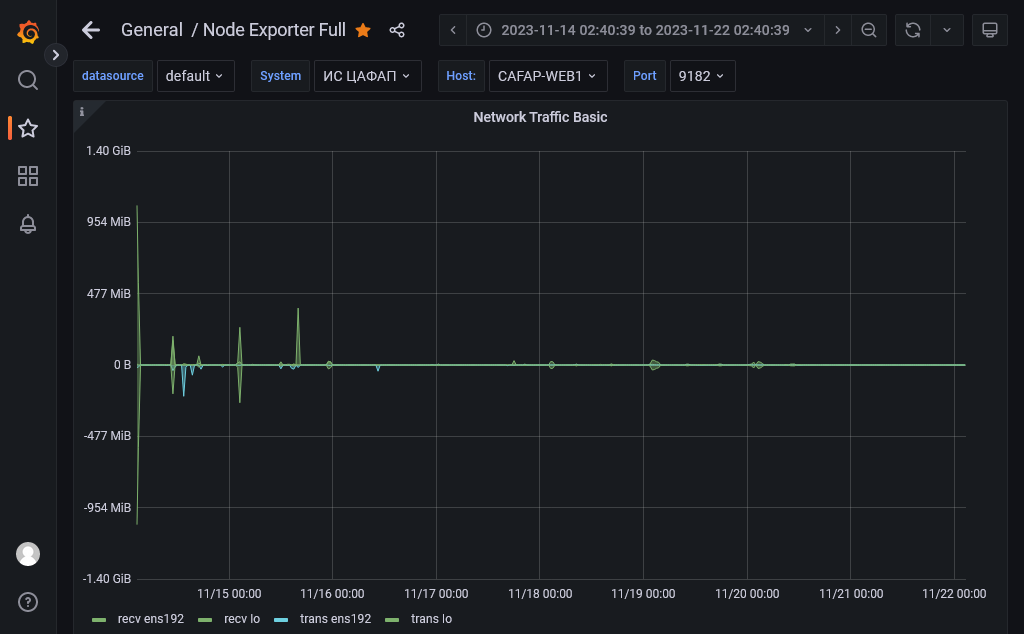 General / Node Exporter Full
2023-11-14 02:40:39 to 2023-11-22 02:40:39
datasource default System ИС ЦАФАП Host: CAFAP-WEB1 Port 9182
i
Network Traffic Basic
1.40 GiB
954 MiB
477 MiB
0 B
-477 MiB
-954 MiB
-1.40 GiB
11/15 00:00 11/16 00:00 11/17 00:00 11/18 00:00 11/19 00:00 11/20 00:00 11/21 00:00 11/22 00:00
recv ens192 recv lo trans ens192 trans lo